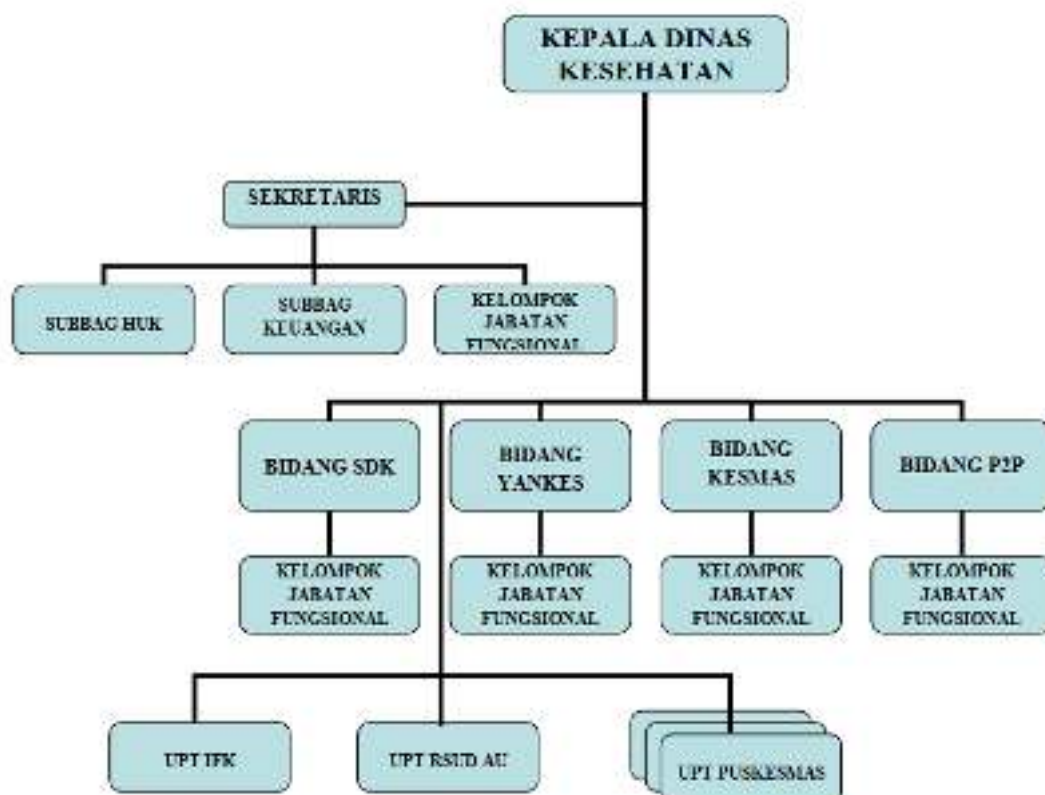 KEPALA DINAS
KESEHATAN
SEKRETARIS
SUBBAG HUK
SUBBAG
KEUANGAN
KELOMPOK
JABATAN
FUNGSIONAL
BIDANG SDK
BIDANG
YANKES
BIDANG
KESMAS
BIDANG P2P
KELOMPOK
JABATAN
FUNGSIONAL
KELOMPOK
JABATAN
FUNGSIONAL
KELOMPOK
JABATAN
FUNGSIONAL
KELOMPOK
JABATAN
FUNGSIONAL
UPT IFK
UPT RSUD AU
UPT PUSKESMAS